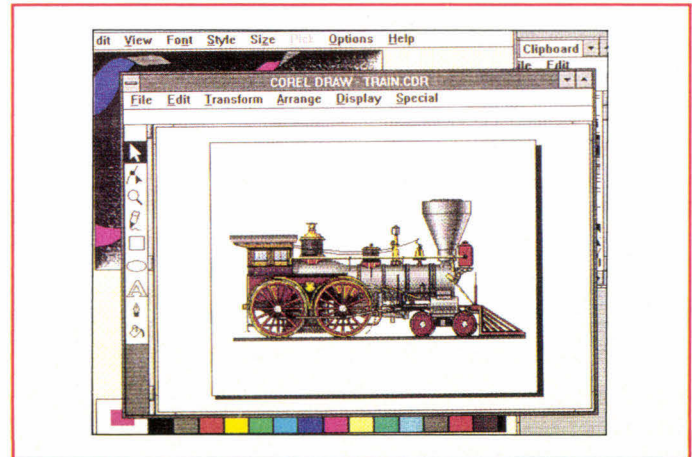 dit View Font Style Size Pick Options Help
Clipboard
ile Edit
COREL DRAW - TRAIN.CDR
File Edit Transform Arrange Display Special